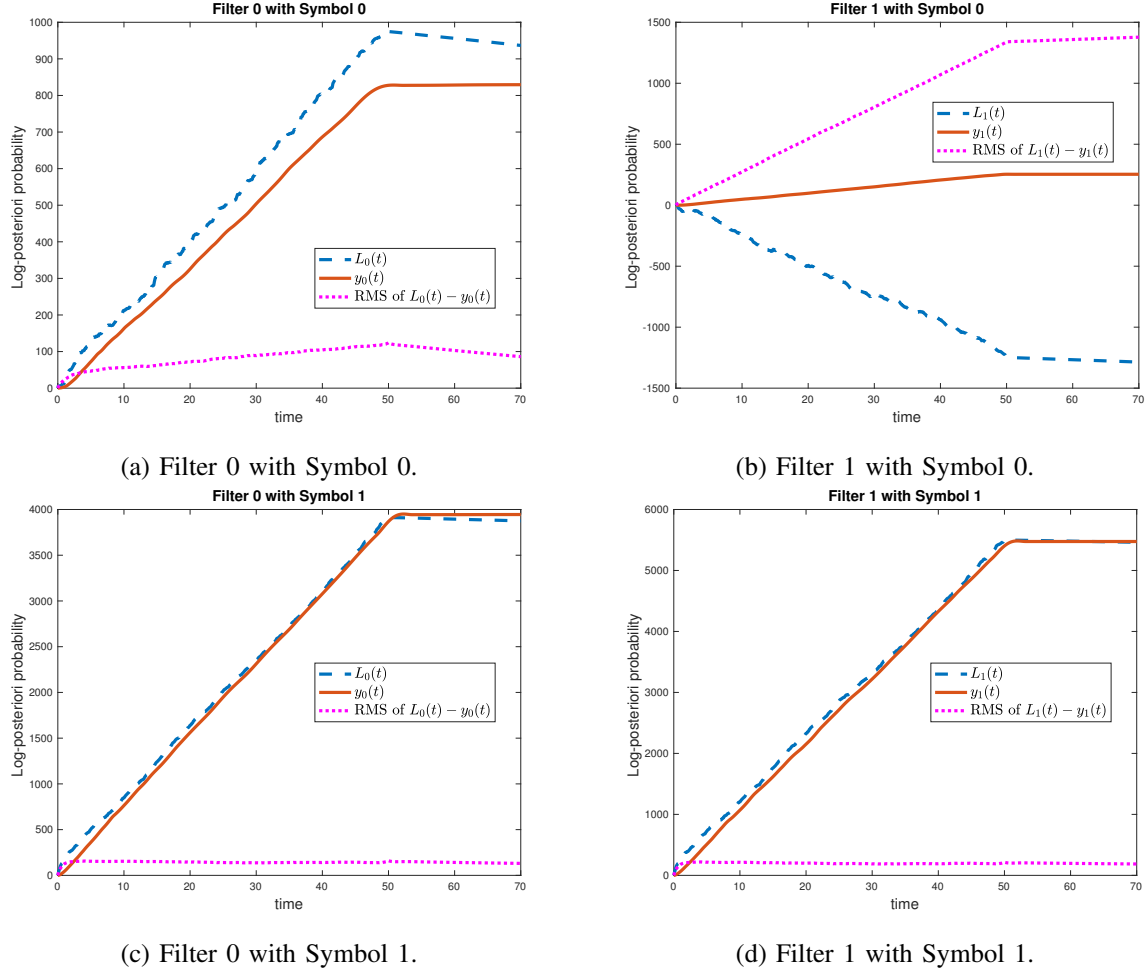 Filter 0 with Symbol 0
1000
900
800
700
600
500
400
300
200
100
0
Log-posteriori probability
L₀(t)
y₀(t)
RMS of L₀(t) − y₀(t)
0 10 20 30 40 50 60 70
time
(a) Filter 0 with Symbol 0.
Filter 1 with Symbol 0
1500
1000
500
0
-500
-1000
-1500
Log-posteriori probability
L₁(t)
y₁(t)
RMS of L₁(t) − y₁(t)
0 10 20 30 40 50 60 70
time
(b) Filter 1 with Symbol 0.
Filter 0 with Symbol 1
4000
3500
3000
2500
2000
1500
1000
500
0
Log-posteriori probability
L₀(t)
y₀(t)
RMS of L₀(t) − y₀(t)
0 10 20 30 40 50 60 70
time
(c) Filter 0 with Symbol 1.
Filter 1 with Symbol 1
6000
5000
4000
3000
2000
1000
0
Log-posteriori probability
L₁(t)
y₁(t)
RMS of L₁(t) − y₁(t)
0 10 20 30 40 50 60 70
time
(d) Filter 1 with Symbol 1.